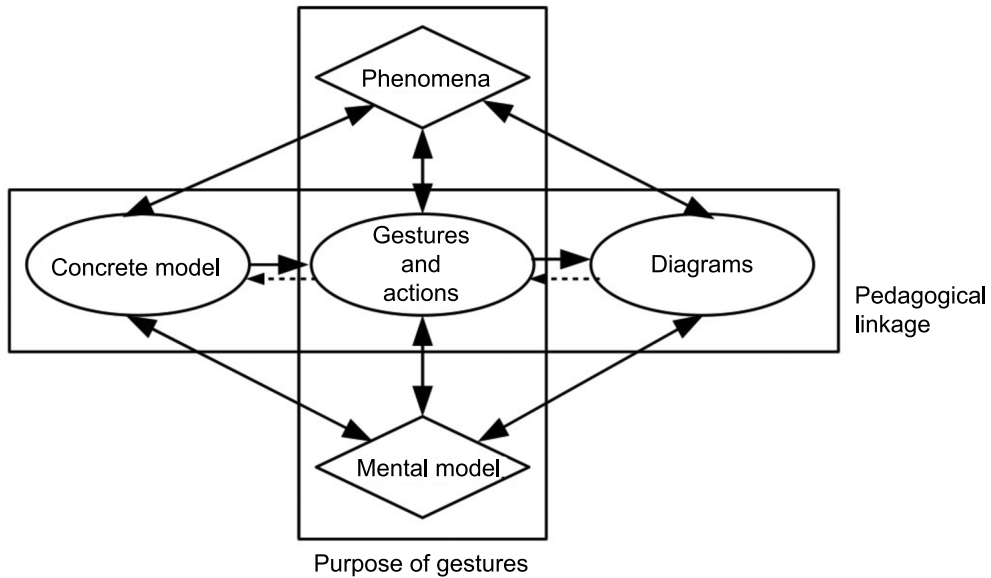 Phenomena
Concrete model
Gestures
and
actions
Diagrams
Pedagogical
linkage
Mental model
Purpose of gestures